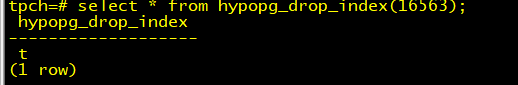 tpch=# select * from hypopg_drop_index(16563);
hypopg_drop_index
-------------------
t
(1 row)